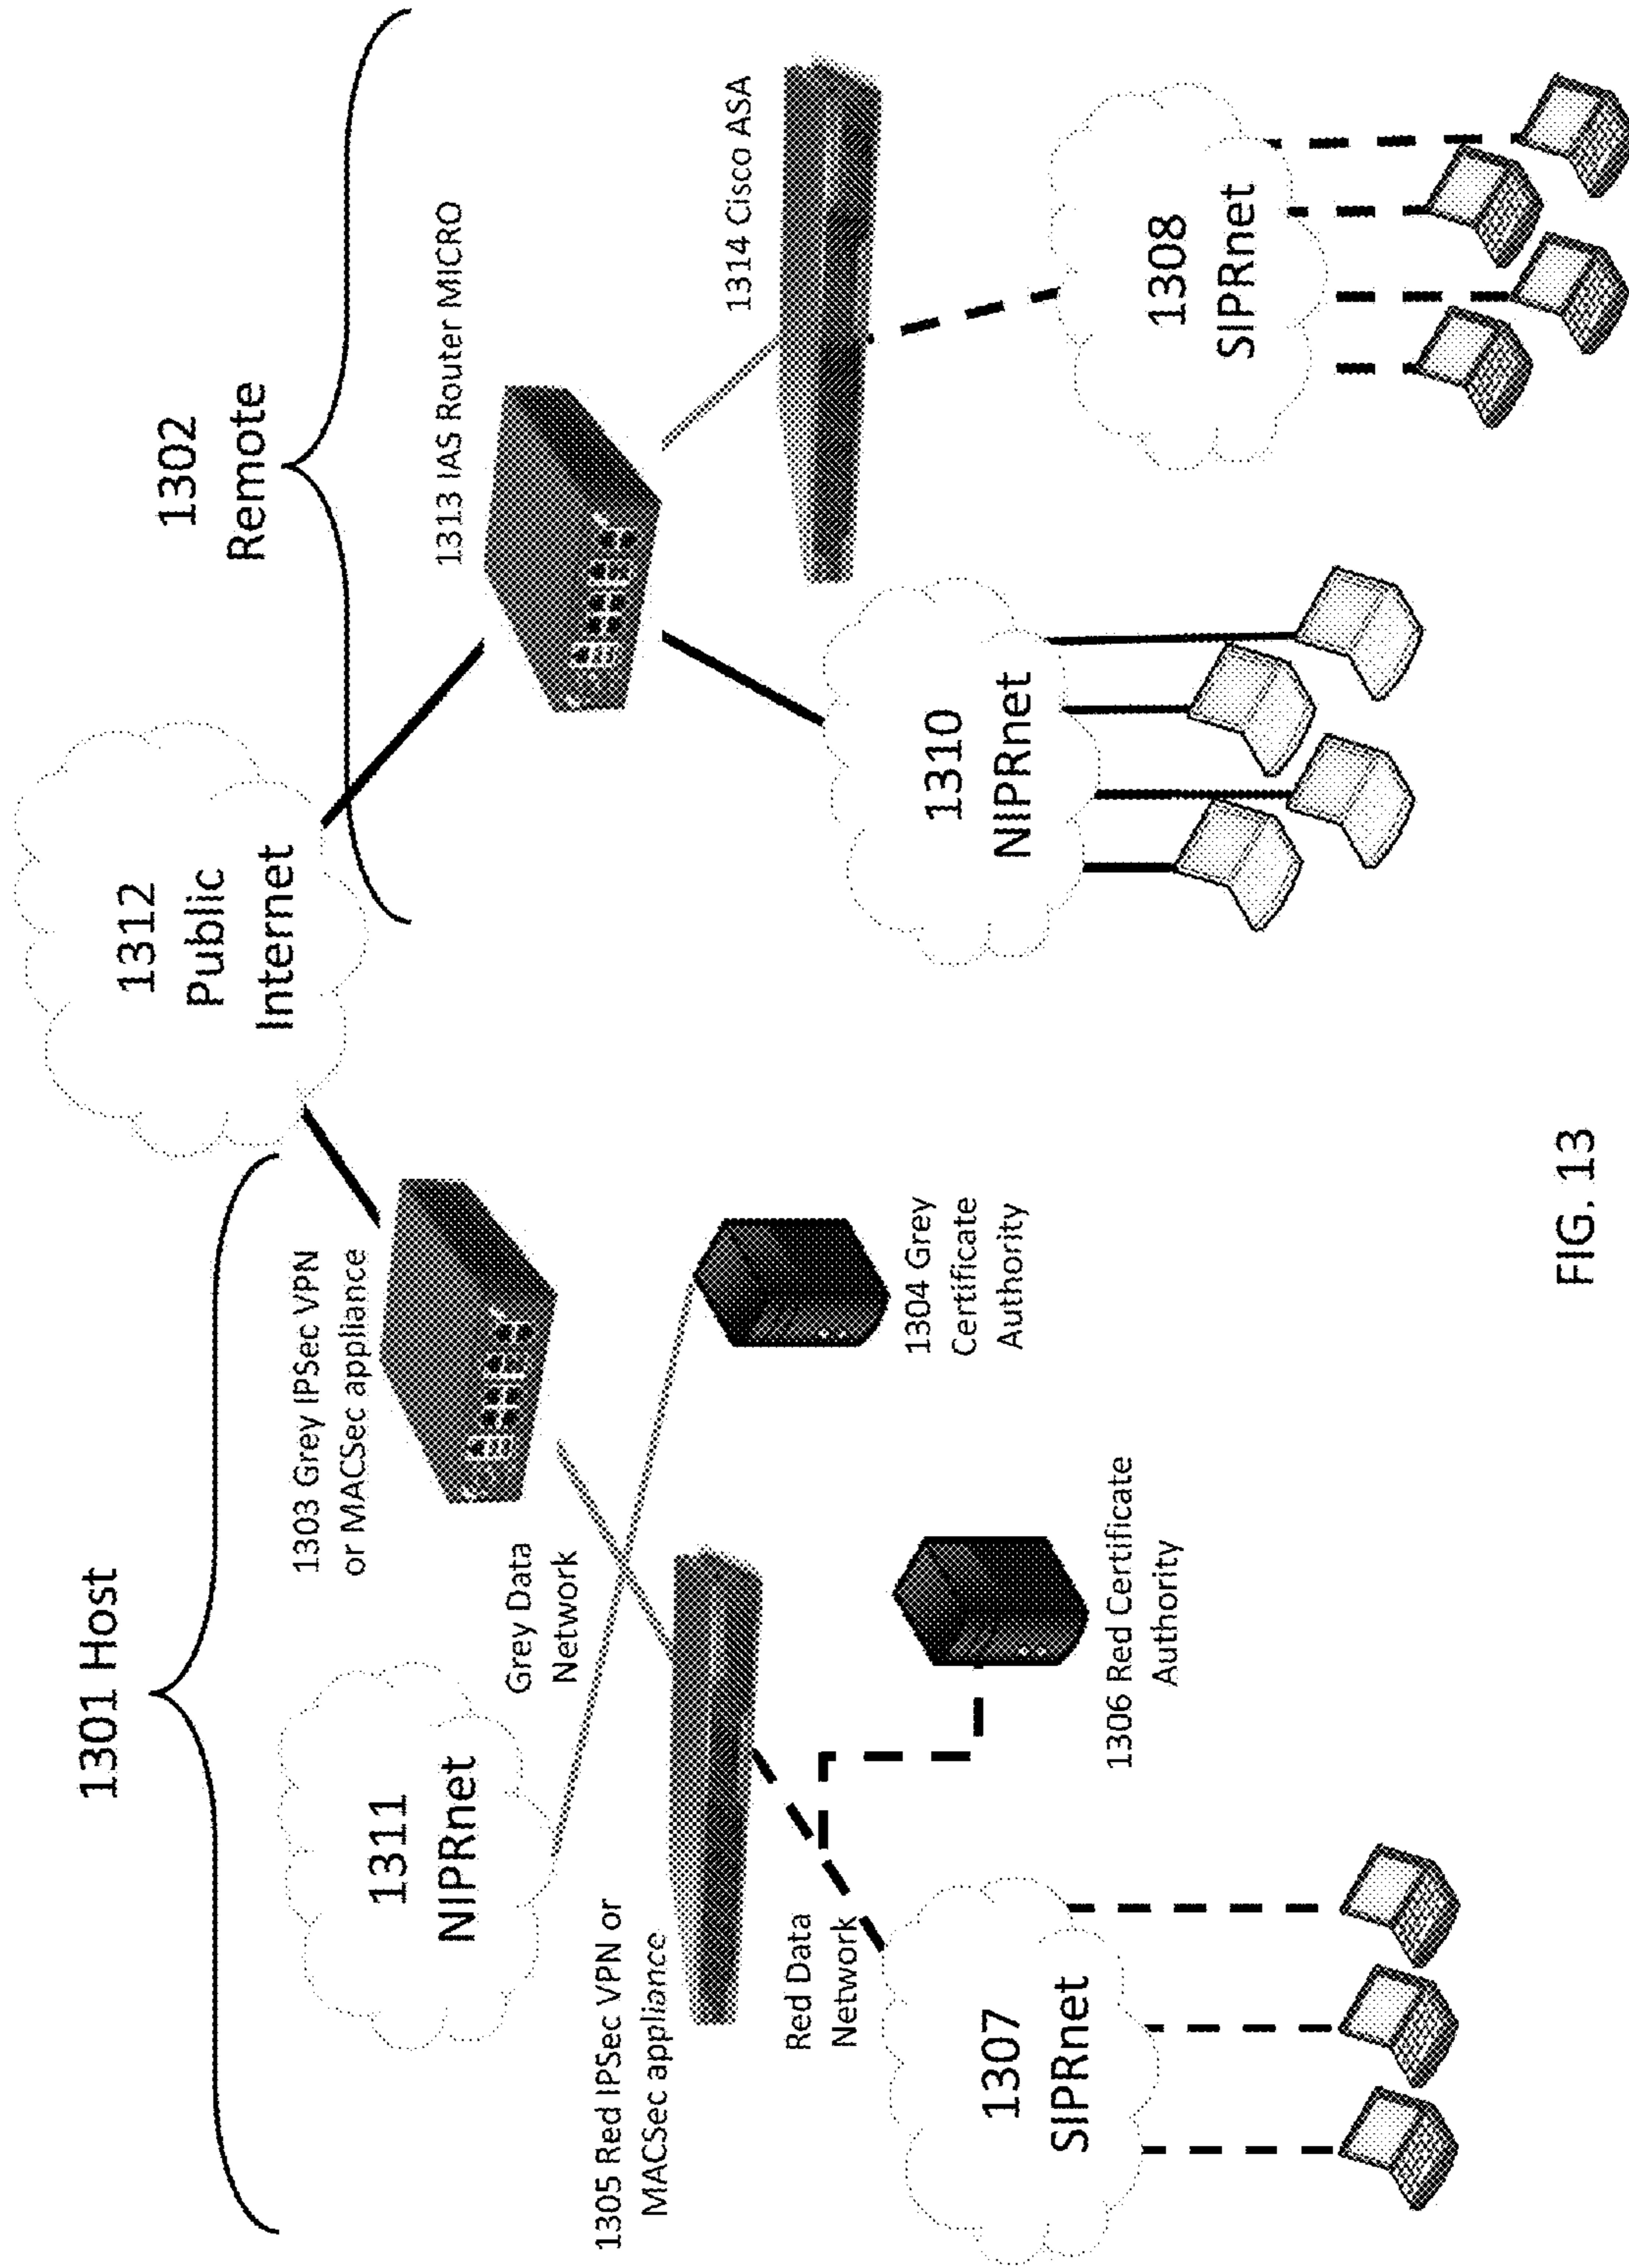 1301 Host
1312
Public
Internet
1302
Remote
1303 Grey IPSec VPN
or MACSec appliance
1311
NIPRnet
Grey Data
Network
1304 Grey
Certificate
Authority
1305 Red IPSec VPN or
MACSec appliance
Red Data
Network
1306 Red Certificate
Authority
1307
SIPRnet
1313 IAS Router MICRO
1314 Cisco ASA
1310
NIPRnet
1308
SIPRnet
FIG. 13